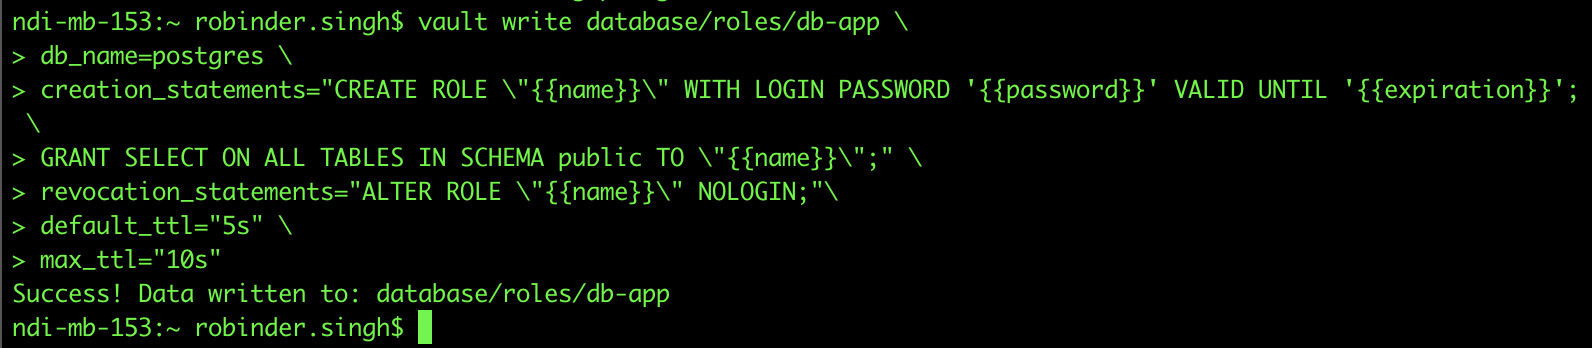 ndi-mb-153:~ robinder.singh$ vault write database/roles/db-app \
> db_name=postgres \
> creation_statements="CREATE ROLE \"{{name}}\" WITH LOGIN PASSWORD '{{password}}' VALID UNTIL '{{expiration}}';
 \
> GRANT SELECT ON ALL TABLES IN SCHEMA public TO \"{{name}}\";" \
> revocation_statements="ALTER ROLE \"{{name}}\" NOLOGIN;"\
> default_ttl="5s" \
> max_ttl="10s"
Success! Data written to: database/roles/db-app
ndi-mb-153:~ robinder.singh$